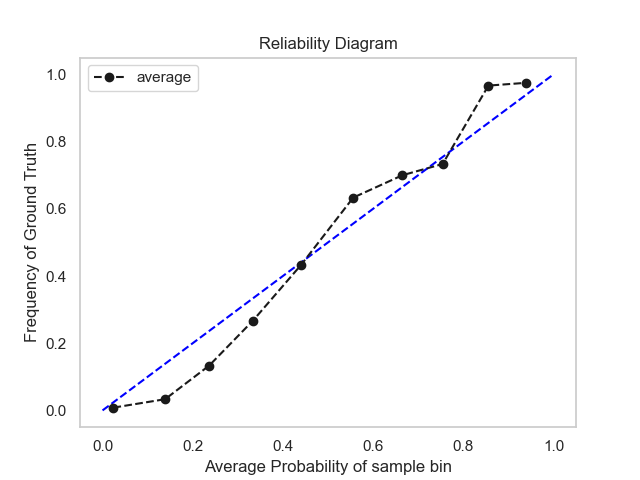 Reliability Diagram
average
1.0
0.8
0.6
0.4
0.2
0.0
Frequency of Ground Truth
0.0 0.2 0.4 0.6 0.8 1.0
Average Probability of sample bin